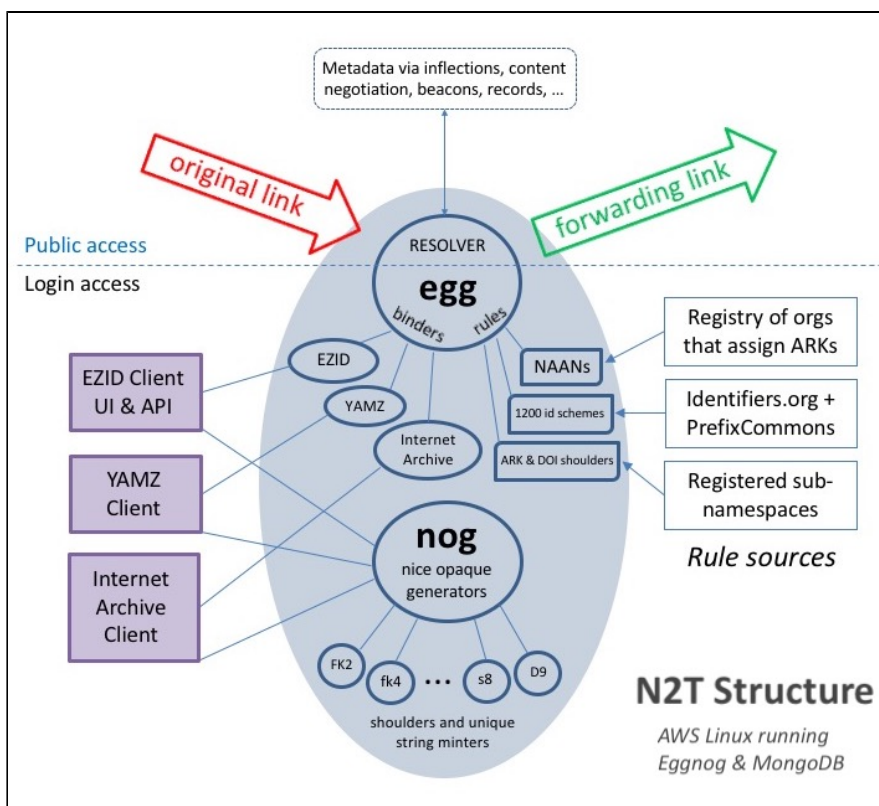 Metadata via inflections, content
negotiation, beacons, records, ...
original link
forwarding link
Public access
Login access
RESOLVER
egg
binders
rules
EZID
YAMZ
Internet
Archive
NAANs
1200 id schemes
ARK & DOI shoulders
Registry of orgs
that assign ARKs
Identifiers.org +
PrefixCommons
Registered sub-
namespaces
Rule sources
EZID Client
UI & API
YAMZ
Client
Internet
Archive
Client
nog
nice opaque
generators
FK2
fk4
...
s8
D9
shoulders and unique
string minters
N2T Structure
AWS Linux running
Eggnog & MongoDB